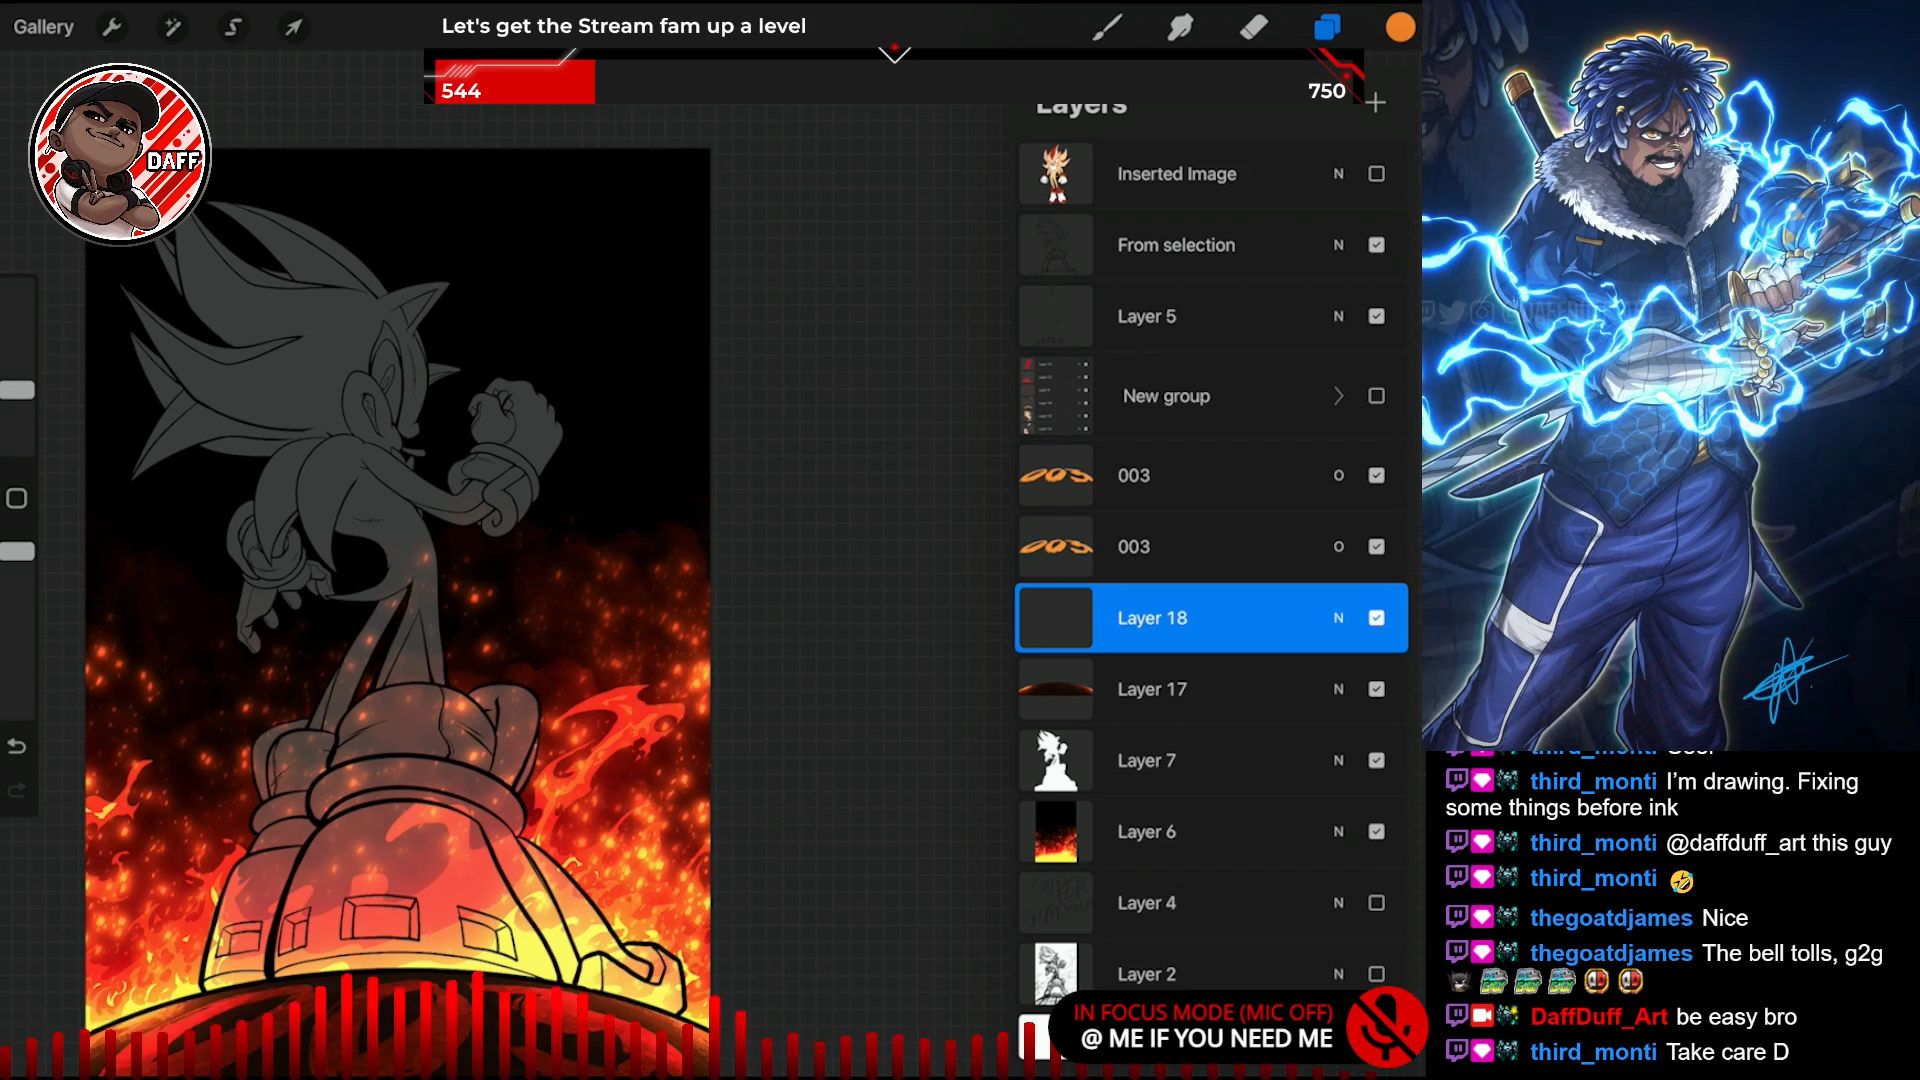 Gallery
Let's get the Stream fam up a level
544
750
DAFF
Layers
Inserted Image N
From selection N
Layer 5 N
New group
003 O
003 O
Layer 18 N
Layer 17 N
Layer 7 N
Layer 6 N
Layer 4 N
Layer 2 N
IN FOCUS MODE (MIC OFF)
@ ME IF YOU NEED ME
third_monti I'm drawing. Fixing
some things before ink
third_monti @daffduff_art this guy
third_monti 🤣
thegoatdjames Nice
thegoatdjames The bell tolls, g2g
DaffDuff_Art be easy bro
third_monti Take care D